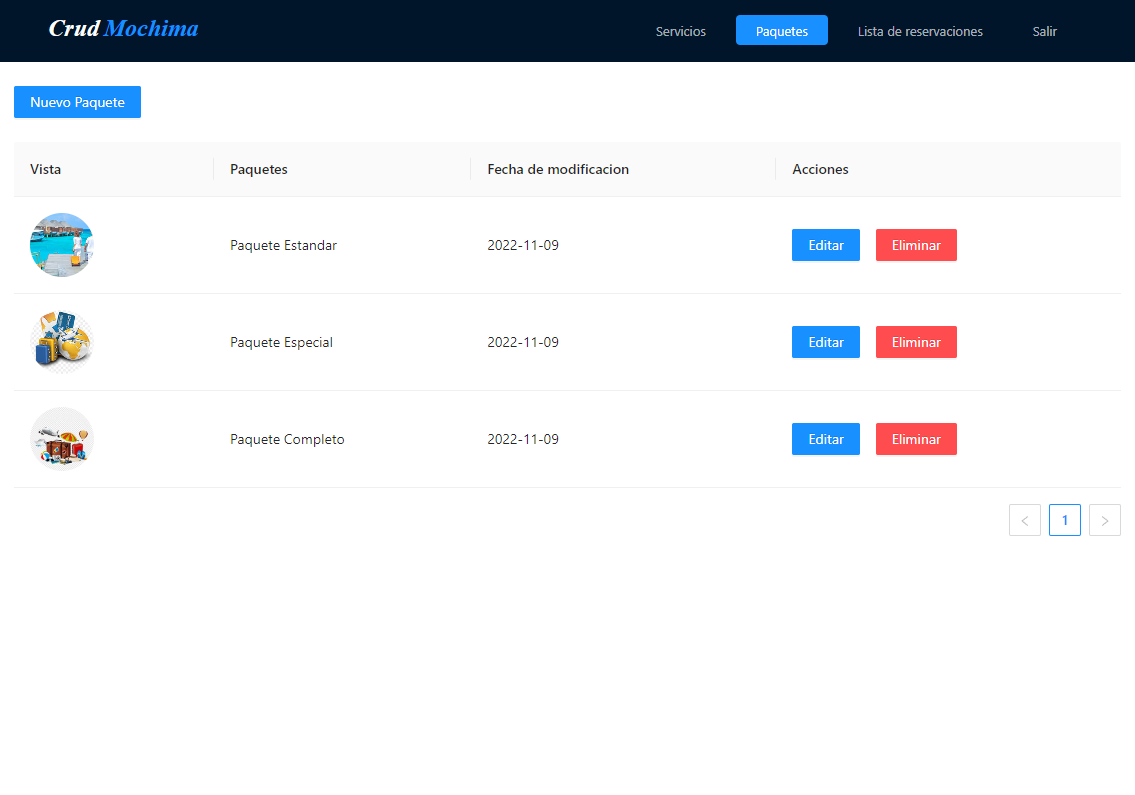 Crud Mochima
Servicios Paquetes Lista de reservaciones Salir
Nuevo Paquete
Vista Paquetes Fecha de modificacion Acciones
Paquete Estandar 2022-11-09 Editar Eliminar
Paquete Especial 2022-11-09 Editar Eliminar
Paquete Completo 2022-11-09 Editar Eliminar
< 1 >